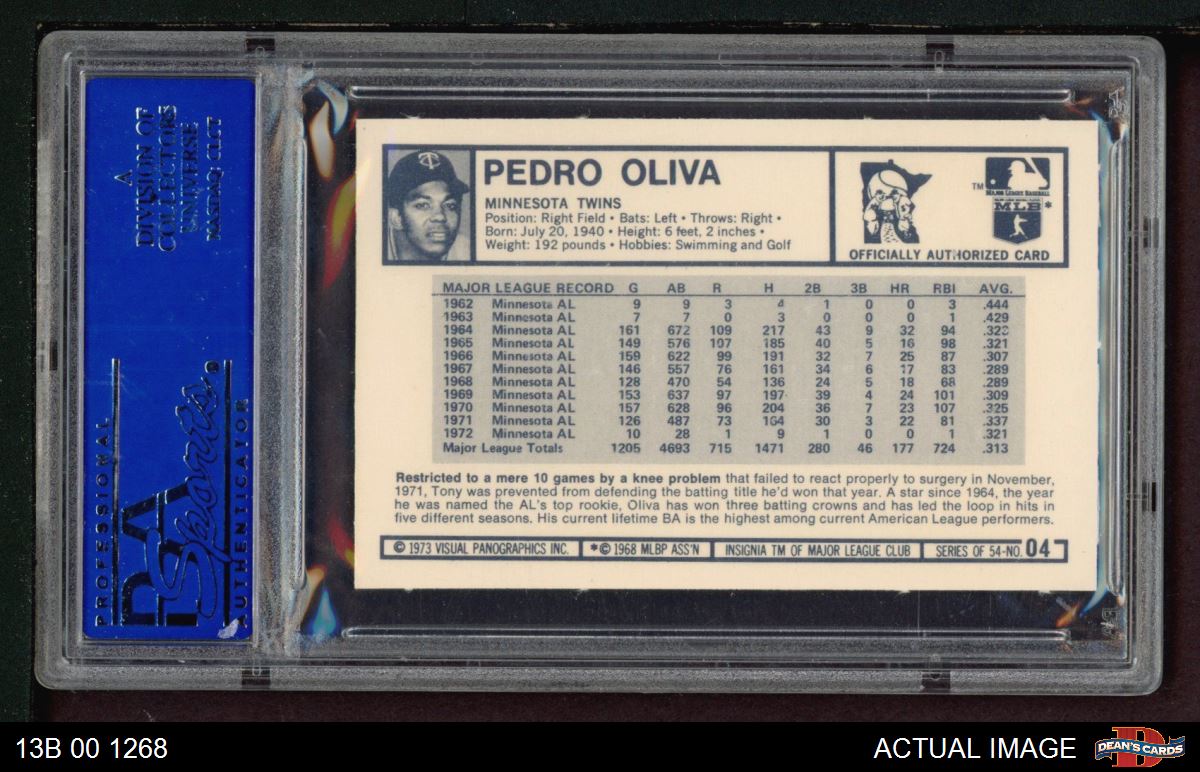 A
DIVISION OF
COLLECTORS
UNIVERSE
NASDAQ: CLCT
PROFESSIONAL
PSA
Sports
AUTHENTICATOR
PEDRO OLIVA
MINNESOTA TWINS
Position: Right Field • Bats: Left • Throws: Right •
Born: July 20, 1940 • Height: 6 feet, 2 inches •
Weight: 192 pounds • Hobbies: Swimming and Golf
TC
TM
MAJOR LEAGUE BASEBALL
MLB *
OFFICIALLY AUTHORIZED CARD
MAJOR LEAGUE RECORD G AB R H 2B 3B HR RBI AVG.
1962 Minnesota AL 9 9 3 4 1 0 0 3 .444
1963 Minnesota AL 7 7 0 3 0 0 0 1 .429
1964 Minnesota AL 161 672 109 217 43 9 32 94 .323
1965 Minnesota AL 149 576 107 185 40 5 16 98 .321
1966 Minnesota AL 159 622 99 191 32 7 25 87 .307
1967 Minnesota AL 146 557 76 161 34 6 17 83 .289
1968 Minnesota AL 128 470 54 136 24 5 18 68 .289
1969 Minnesota AL 153 637 97 197 39 4 24 101 .309
1970 Minnesota AL 157 628 96 204 36 7 23 107 .325
1971 Minnesota AL 126 487 73 164 30 3 22 81 .337
1972 Minnesota AL 10 28 1 9 1 0 0 1 .321
Major League Totals 1205 4693 715 1471 280 46 177 724 .313
Restricted to a mere 10 games by a knee problem that failed to react properly to surgery in November,
1971, Tony was prevented from defending the batting title he'd won that year. A star since 1964, the year
he was named the AL's top rookie, Oliva has won three batting crowns and has led the loop in hits in
five different seasons. His current lifetime BA is the highest among current American League performers.
© 1973 VISUAL PANOGRAPHICS INC. *© 1968 MLBP ASS'N INSIGNIA TM OF MAJOR LEAGUE CLUB SERIES OF 54-NO. 04
13B 00 1268
ACTUAL IMAGE
DEAN'S CARDS